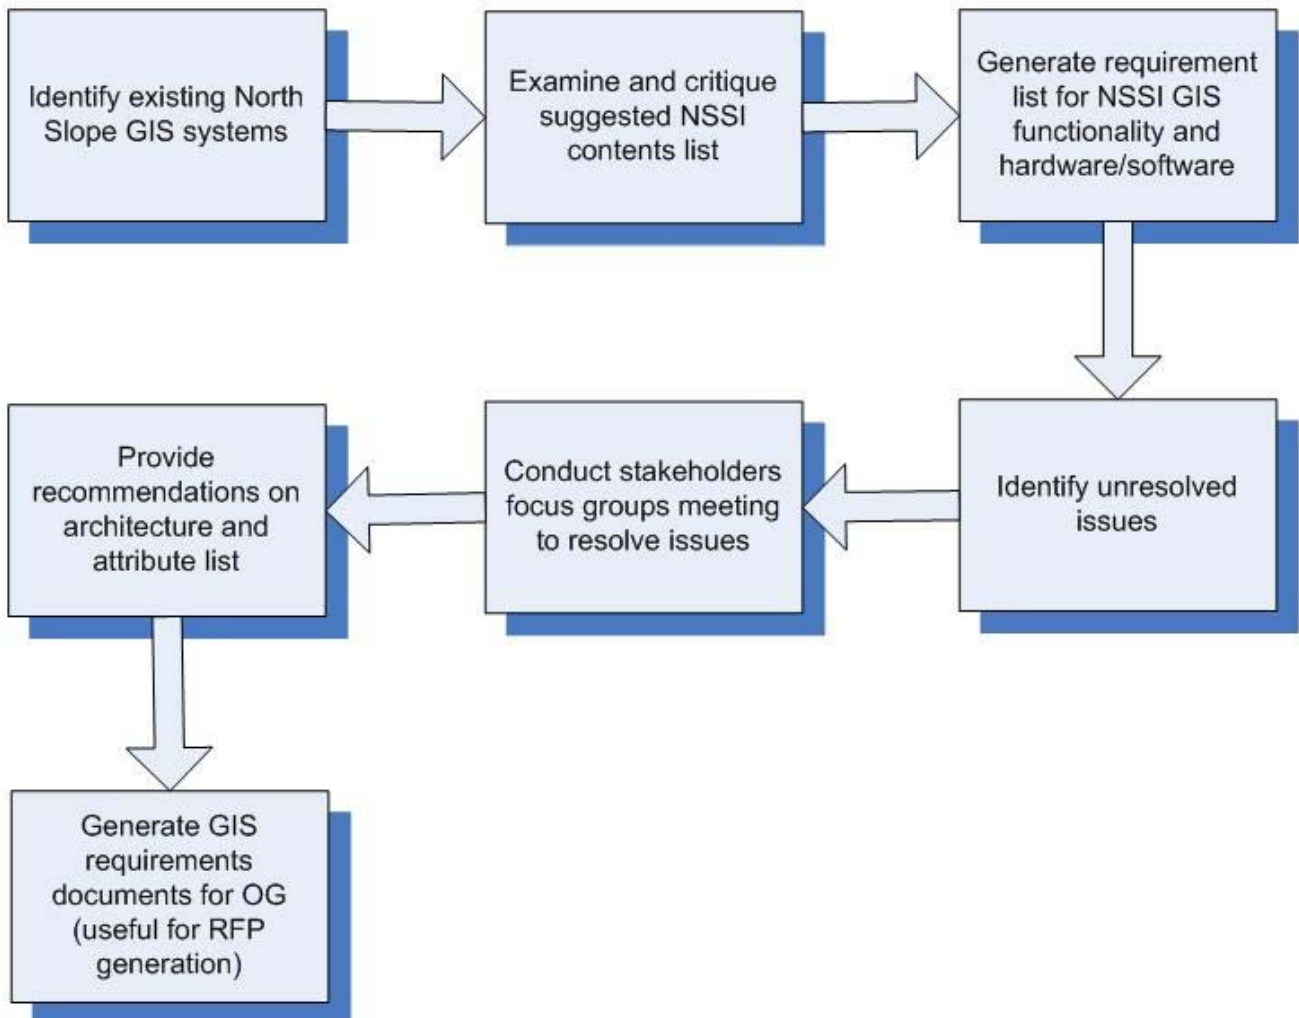 Identify existing North
Slope GIS systems
Examine and critique
suggested NSSI
contents list
Generate requirement
list for NSSI GIS
functionality and
hardware/software
Identify unresolved
issues
Conduct stakeholders
focus groups meeting
to resolve issues
Provide
recommendations on
architecture and
attribute list
Generate GIS
requirements
documents for OG
(useful for RFP
generation)